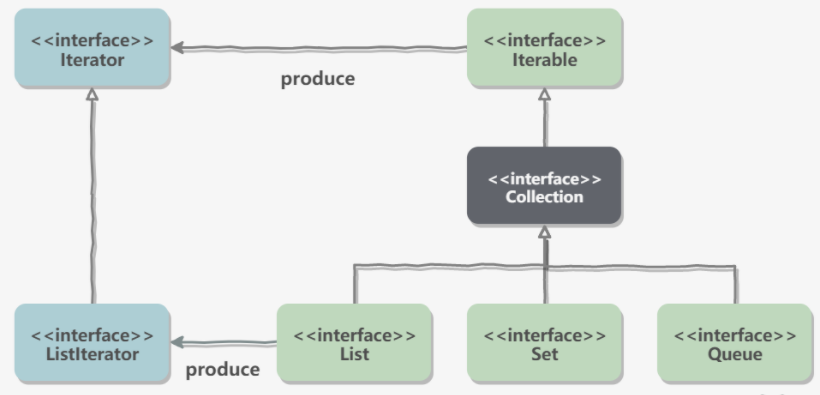 <<interface>>
Iterator
<<interface>>
Iterable
produce
<<interface>>
Collection
<<interface>>
ListIterator
<<interface>>
List
<<interface>>
Set
<<interface>>
Queue
produce